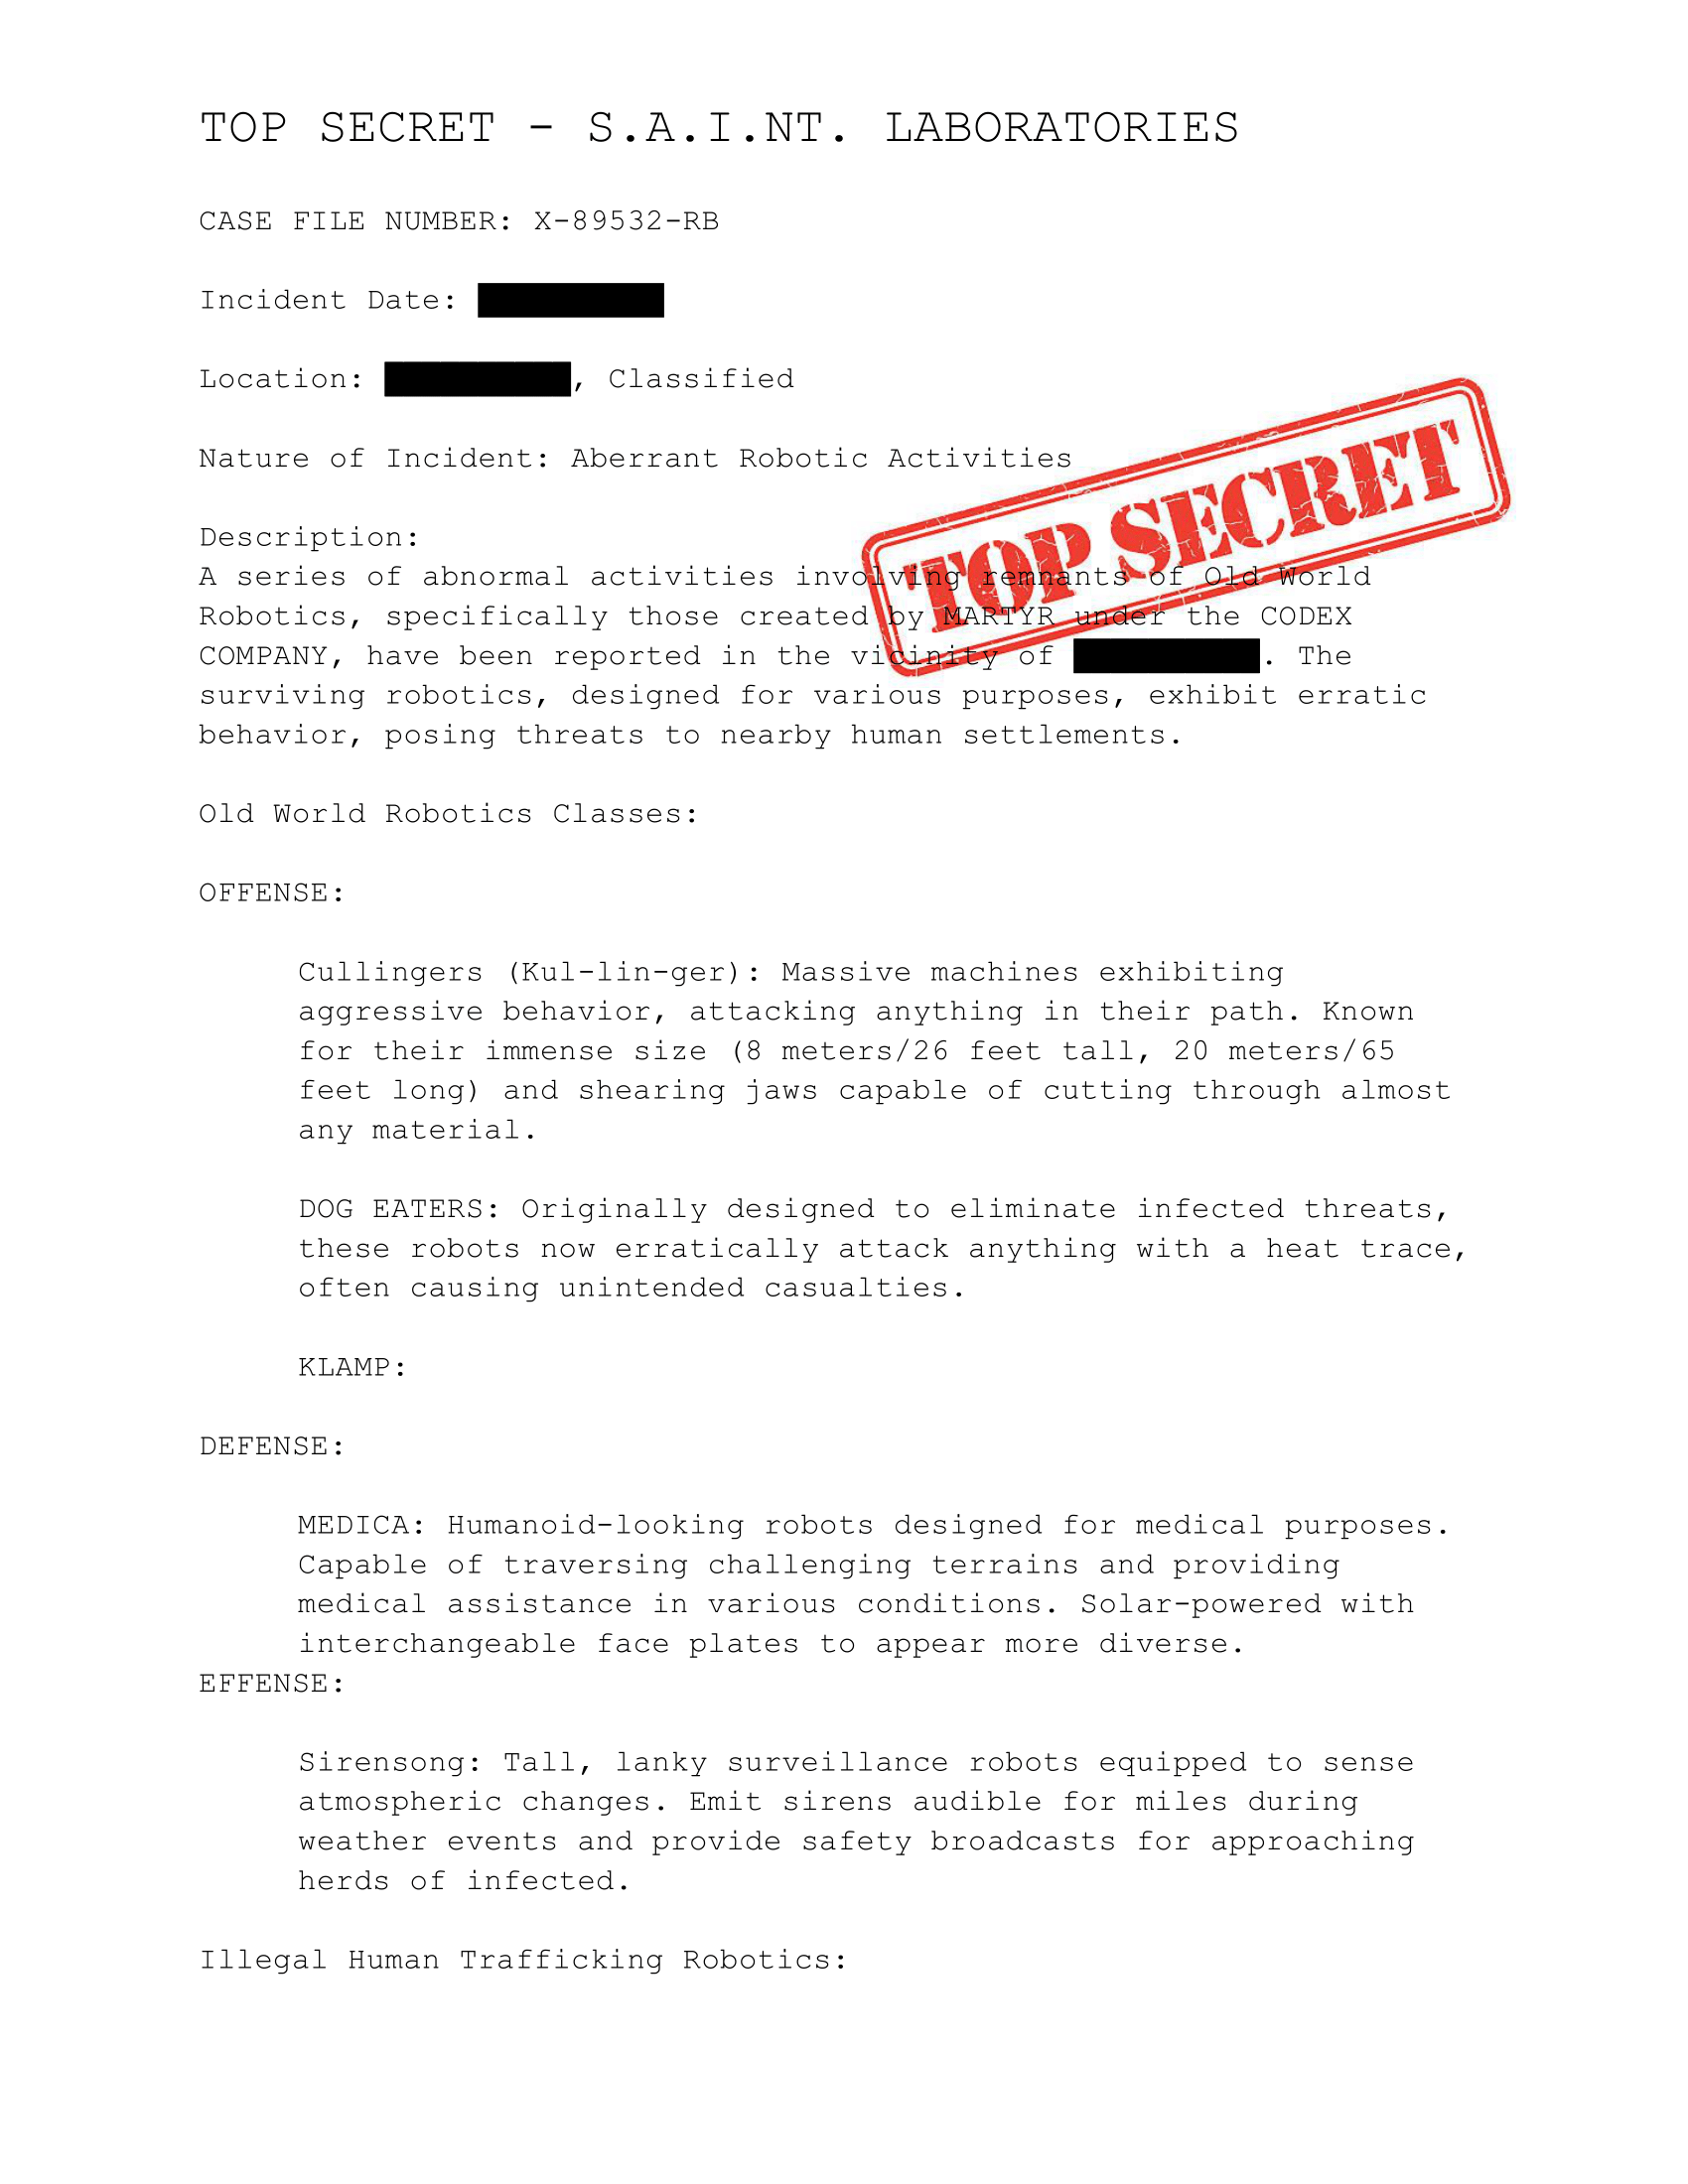 TOP SECRET - S.A.I.NT. LABORATORIES
CASE FILE NUMBER: X-89532-RB
Incident Date:
Location: , Classified
Nature of Incident: Aberrant Robotic Activities
TOP SECRET
Description:
A series of abnormal activities involving remnants of Old World
Robotics, specifically those created by MARTYR under the CODEX
COMPANY, have been reported in the vicinity of . The
surviving robotics, designed for various purposes, exhibit erratic
behavior, posing threats to nearby human settlements.
Old World Robotics Classes:
OFFENSE:
Cullingers (Kul-lin-ger): Massive machines exhibiting
aggressive behavior, attacking anything in their path. Known
for their immense size (8 meters/26 feet tall, 20 meters/65
feet long) and shearing jaws capable of cutting through almost
any material.
DOG EATERS: Originally designed to eliminate infected threats,
these robots now erratically attack anything with a heat trace,
often causing unintended casualties.
KLAMP:
DEFENSE:
MEDICA: Humanoid-looking robots designed for medical purposes.
Capable of traversing challenging terrains and providing
medical assistance in various conditions. Solar-powered with
interchangeable face plates to appear more diverse.
EFFENSE:
Sirensong: Tall, lanky surveillance robots equipped to sense
atmospheric changes. Emit sirens audible for miles during
weather events and provide safety broadcasts for approaching
herds of infected.
Illegal Human Trafficking Robotics: